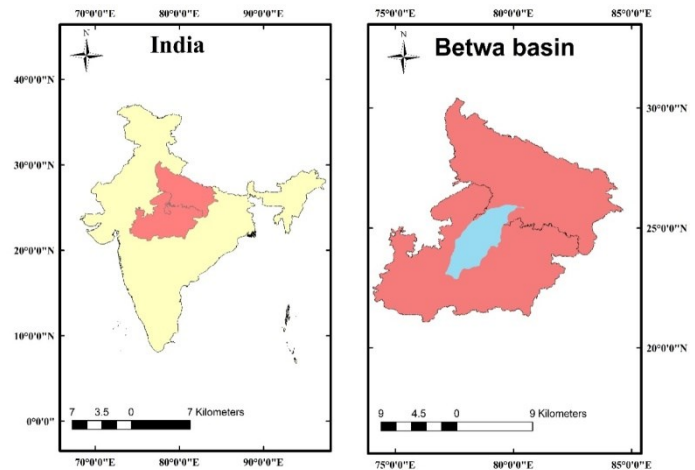 70°0'0"E 80°0'0"E 90°0'0"E
N
India
40°0'0"N
30°0'0"N
20°0'0"N
10°0'0"N
0°0'0"
7 3.5 0 7 Kilometers
70°0'0"E 80°0'0"E 90°0'0"E
75°0'0"E 80°0'0"E 85°0'0"E
N
Betwa basin
30°0'0"N
25°0'0"N
20°0'0"N
9 4.5 0 9 Kilometers
75°0'0"E 80°0'0"E 85°0'0"E